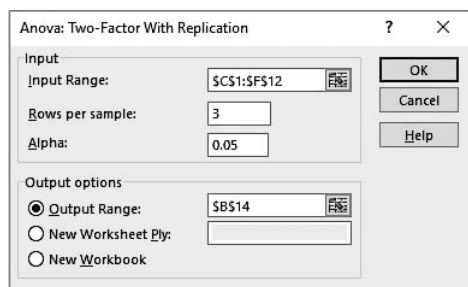 Anova: Two-Factor With Replication ? ×
Input
Input Range: $C$1:$F$12 OK
Rows per sample: 3 Cancel
Alpha: 0.05 Help
Output options
Output Range: $B$14
New Worksheet Ply:
New Workbook